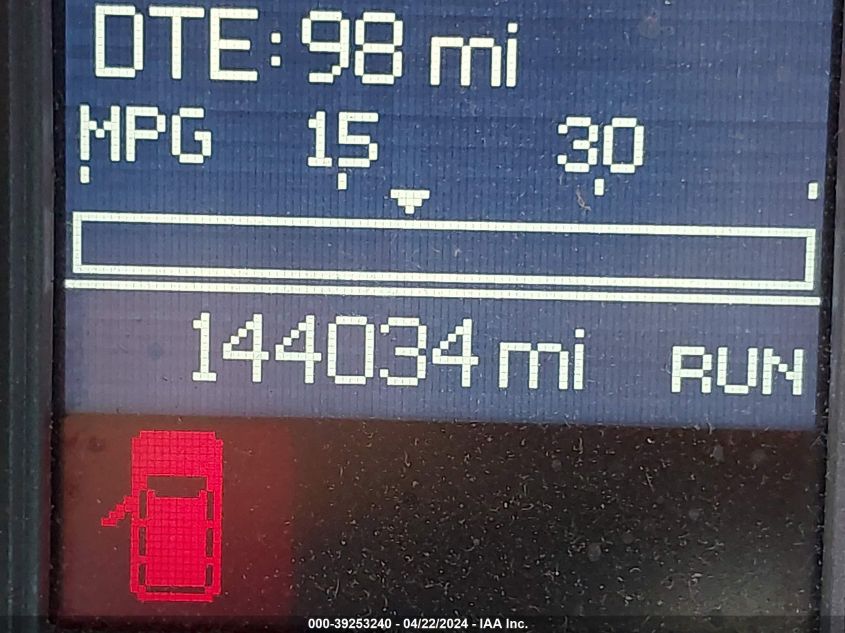 DTE: 98 mi
MPG 15 30
144034 mi RUN
000-39253240 - 04/22/2024 - IAA Inc.